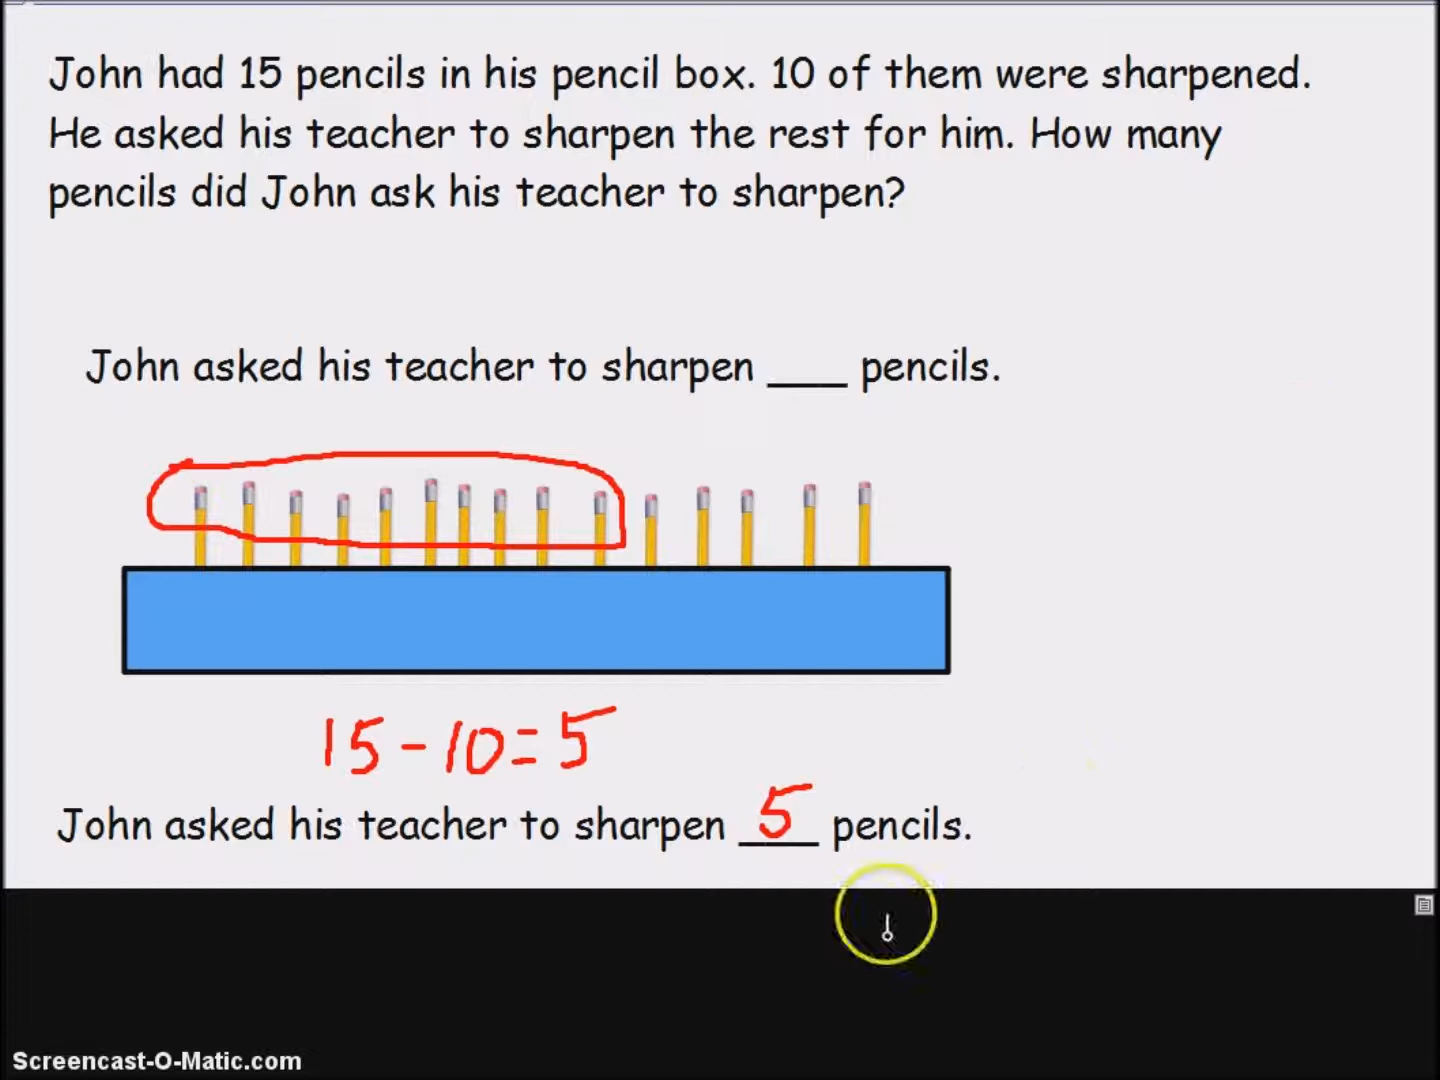 John had 15 pencils in his pencil box. 10 of them were sharpened.
He asked his teacher to sharpen the rest for him. How many
pencils did John ask his teacher to sharpen?
John asked his teacher to sharpen ___ pencils.
15-10=5
John asked his teacher to sharpen 5 pencils.
Screencast-O-Matic.com